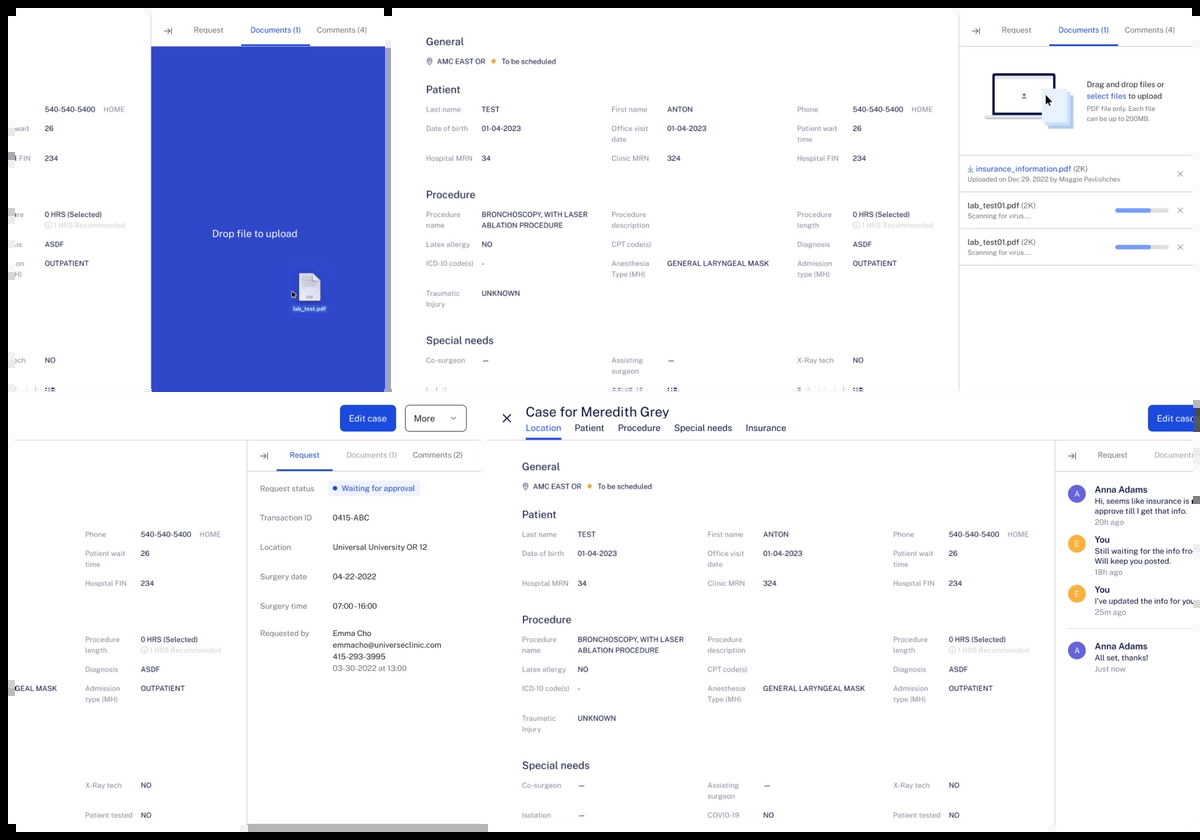 Request Documents (1) Comments (4)
540-540-5400 HOME
wait 26
FIN 234
0 HRS (Selected)
1 HRS Recommended
ASDF
OUTPATIENT
NO
Drop file to upload
PDF
lab_test.pdf
General
AMC EAST OR To be scheduled
Patient
Last name TEST First name ANTON Phone 540-540-5400 HOME
Date of birth 01-04-2023 Office visit date 01-04-2023 Patient wait time 26
Hospital MRN 34 Clinic MRN 324 Hospital FIN 234
Procedure
Procedure name BRONCHOSCOPY, WITH LASER ABLATION PROCEDURE Procedure description Procedure length 0 HRS (Selected)
1 HRS Recommended
Latex allergy NO CPT code(s) Diagnosis ASDF
ICD-10 code(s) - Anesthesia Type (MH) GENERAL LARYNGEAL MASK Admission type (MH) OUTPATIENT
Traumatic Injury UNKNOWN
Special needs
Co-surgeon — Assisting surgeon — X-Ray tech NO
Request Documents (1) Comments (4)
Drag and drop files or
select files to upload
PDF file only. Each file
can be up to 200MB.
insurance_information.pdf (2K)
Uploaded on Dec 29, 2022 by Maggie Pavlishchev
lab_test01.pdf (2K)
Scanning for virus....
lab_test01.pdf (2K)
Scanning for virus....
Edit case More
Request Documents (1) Comments (2)
Request status Waiting for approval
Transaction ID 0415-ABC
Location Universal University OR 12
Surgery date 04-22-2022
Surgery time 07:00 - 16:00
Requested by Emma Cho
emmacho@universeclinic.com
415-293-3995
03-30-2022 at 13:00
Phone 540-540-5400 HOME
Patient wait time 26
Hospital FIN 234
Procedure length 0 HRS (Selected)
1 HRS Recommended
Diagnosis ASDF
GEAL MASK Admission type (MH) OUTPATIENT
X-Ray tech NO
Patient tested NO
Case for Meredith Grey
Edit case
Location Patient Procedure Special needs Insurance
General
AMC EAST OR To be scheduled
Patient
Last name TEST First name ANTON Phone 540-540-5400 HOME
Date of birth 01-04-2023 Office visit date 01-04-2023 Patient wait time 26
Hospital MRN 34 Clinic MRN 324 Hospital FIN 234
Procedure
Procedure name BRONCHOSCOPY, WITH LASER ABLATION PROCEDURE Procedure description Procedure length 0 HRS (Selected)
1 HRS Recommended
Latex allergy NO CPT code(s) Diagnosis ASDF
ICD-10 code(s) - Anesthesia Type (MH) GENERAL LARYNGEAL MASK Admission type (MH) OUTPATIENT
Traumatic Injury UNKNOWN
Special needs
Co-surgeon — Assisting surgeon — X-Ray tech NO
Isolation — COVID-19 NO Patient tested NO
Request Document
A Anna Adams
Hi, seems like insurance is
approve till I get that info.
20h ago
E You
Still waiting for the info fro
Will keep you posted.
18h ago
E You
I've updated the info for you
25m ago
A Anna Adams
All set, thanks!
Just now